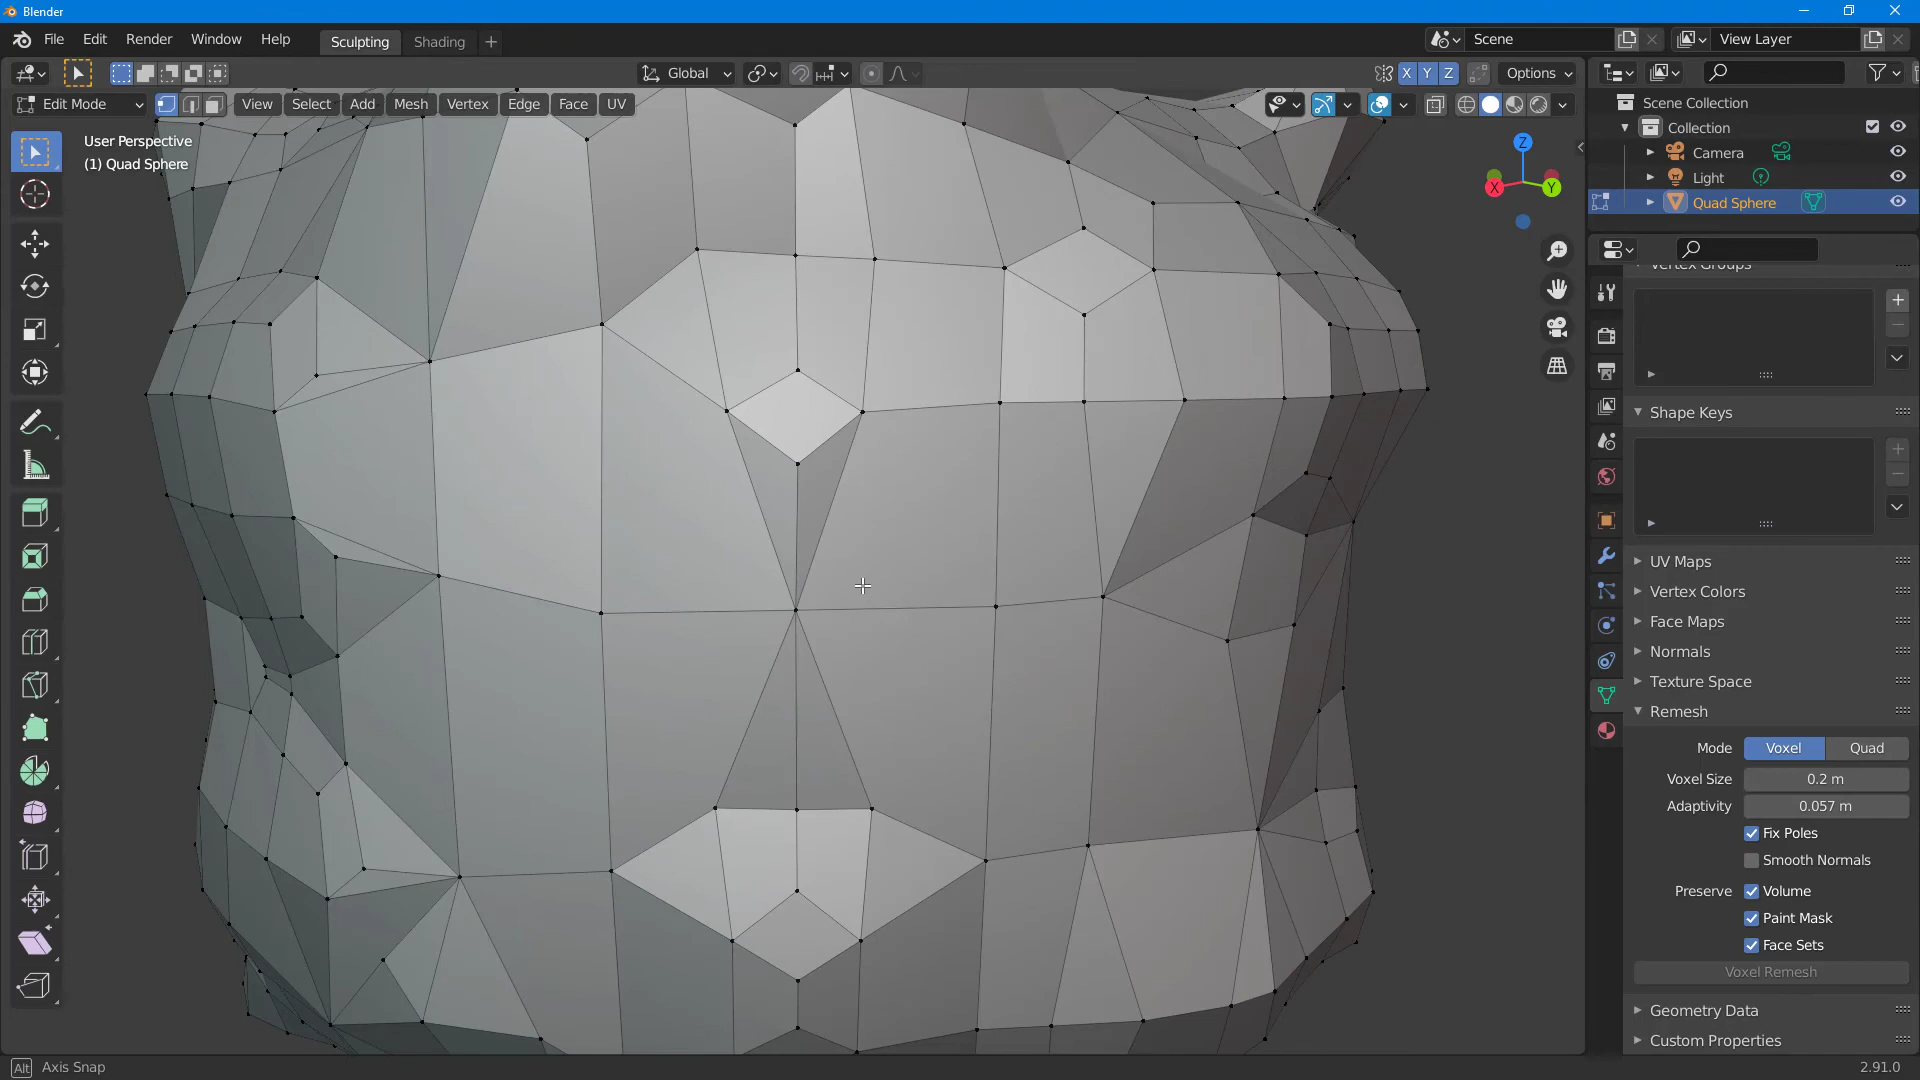 Blender
File Edit Render Window Help Sculpting Shading + Scene View Layer
Global X Y Z Options
Edit Mode View Select Add Mesh Vertex Edge Face UV
User Perspective
(1) Quad Sphere
Z
X Y
Scene Collection
Collection
Camera
Light
Quad Sphere
Vertex Groups
Shape Keys
UV Maps
Vertex Colors
Face Maps
Normals
Texture Space
Remesh
Mode Voxel Quad
Voxel Size 0.2 m
Adaptivity 0.057 m
Fix Poles
Smooth Normals
Preserve Volume
Paint Mask
Face Sets
Voxel Remesh
Geometry Data
Custom Properties
Alt Axis Snap 2.91.0